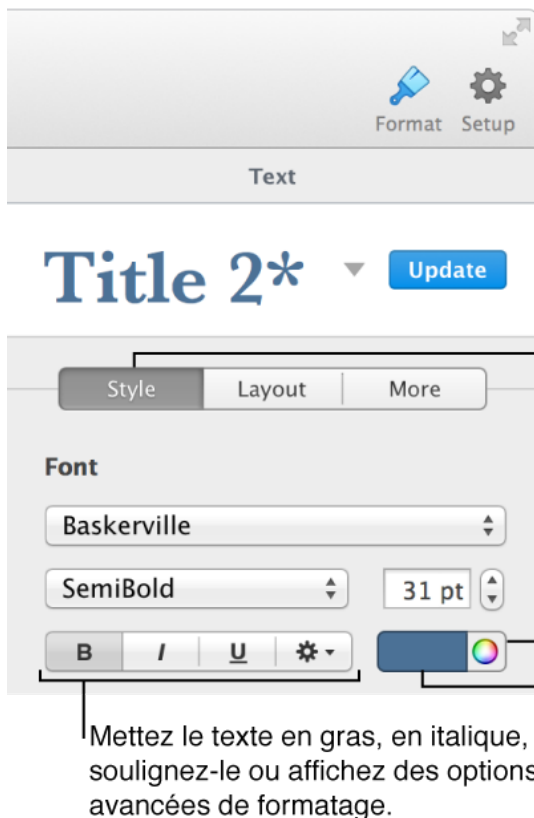 Format Setup
Text
Title 2* Update
Style Layout More
Font
Baskerville
SemiBold 31 pt
B I U
Mettez le texte en gras, en italique,
soulignez-le ou affichez des options
avancées de formatage.